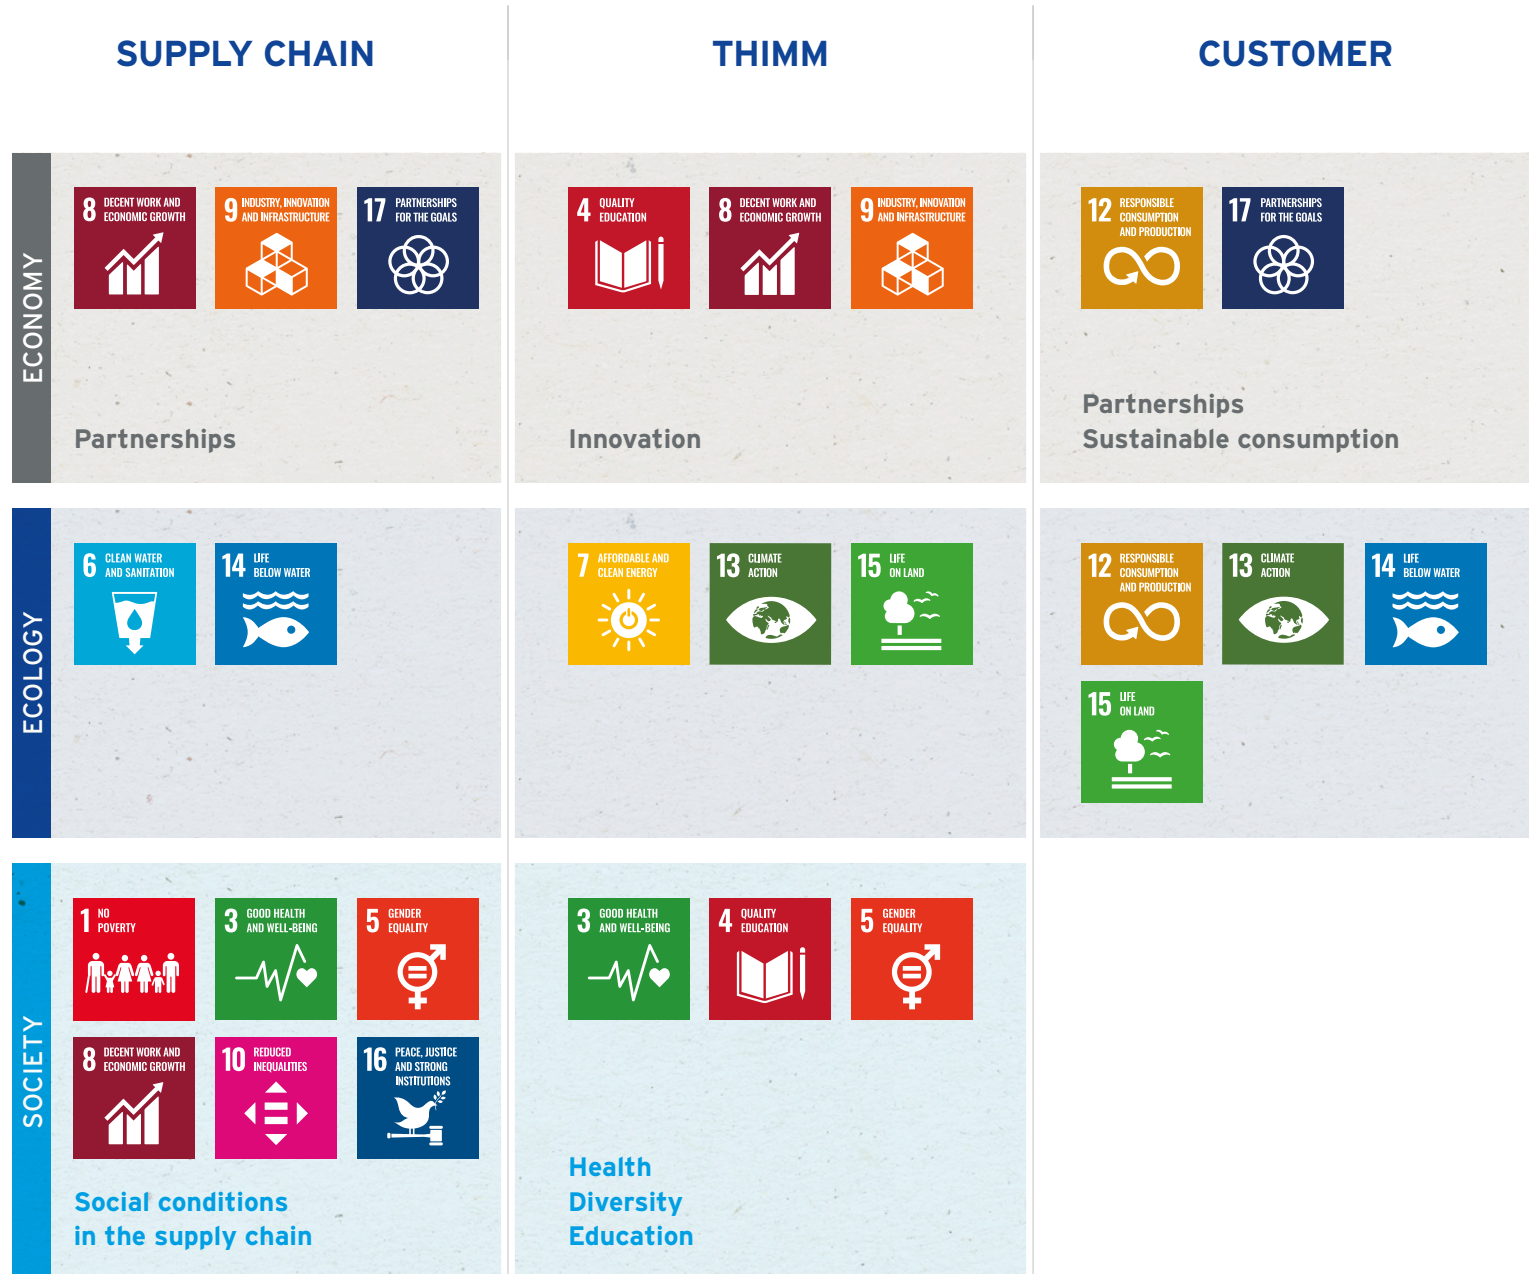 SUPPLY CHAIN
THIMM
CUSTOMER
ECONOMY
8 DECENT WORK AND
ECONOMIC GROWTH
9 INDUSTRY, INNOVATION
AND INFRASTRUCTURE
17 PARTNERSHIPS
FOR THE GOALS
Partnerships
4 QUALITY
EDUCATION
8 DECENT WORK AND
ECONOMIC GROWTH
9 INDUSTRY, INNOVATION
AND INFRASTRUCTURE
Innovation
12 RESPONSIBLE
CONSUMPTION
AND PRODUCTION
17 PARTNERSHIPS
FOR THE GOALS
Partnerships
Sustainable consumption
ECOLOGY
6 CLEAN WATER
AND SANITATION
14 LIFE
BELOW WATER
7 AFFORDABLE AND
CLEAN ENERGY
13 CLIMATE
ACTION
15 LIFE
ON LAND
12 RESPONSIBLE
CONSUMPTION
AND PRODUCTION
13 CLIMATE
ACTION
14 LIFE
BELOW WATER
15 LIFE
ON LAND
SOCIETY
1 NO
POVERTY
3 GOOD HEALTH
AND WELL-BEING
5 GENDER
EQUALITY
8 DECENT WORK AND
ECONOMIC GROWTH
10 REDUCED
INEQUALITIES
16 PEACE, JUSTICE
AND STRONG
INSTITUTIONS
Social conditions
in the supply chain
3 GOOD HEALTH
AND WELL-BEING
4 QUALITY
EDUCATION
5 GENDER
EQUALITY
Health
Diversity
Education